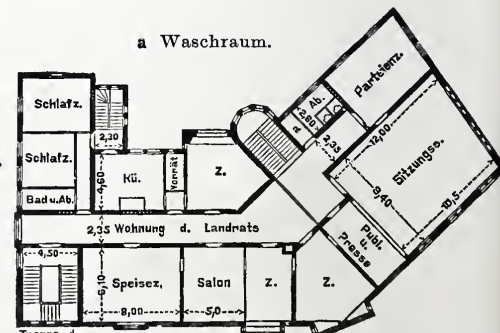 a Waschraum.
Parteienz.
Ab.
2,60
a
2,35
12,00
Sitzungss.
9,40
10,5
Schlafz.
2,20
Schlafz.
4,60
Kü.
Vorrät
Z.
Bad u. Ab.
Publ.
u
Presse
2,35 Wohnung d. Landrats
4,50
6,10
Speisez.
8,00
Salon
5,0
Z.
Z.